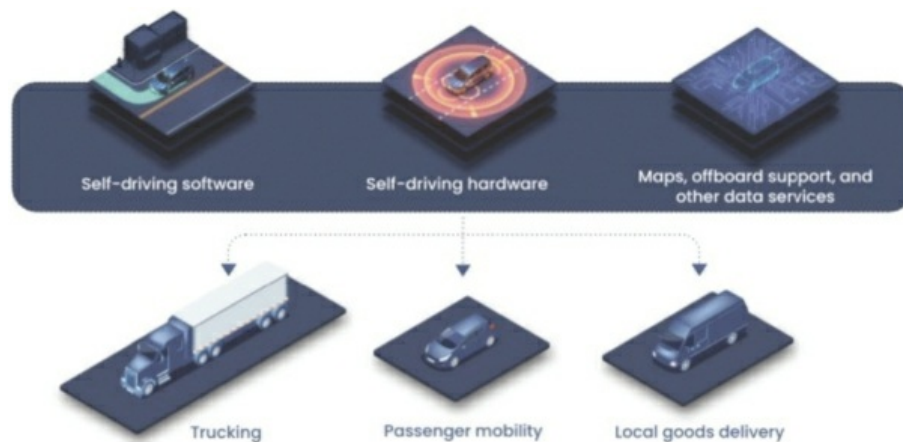 Self-driving software
Self-driving hardware
Maps, offboard support, and
other data services
Trucking
Passenger mobility
Local goods delivery